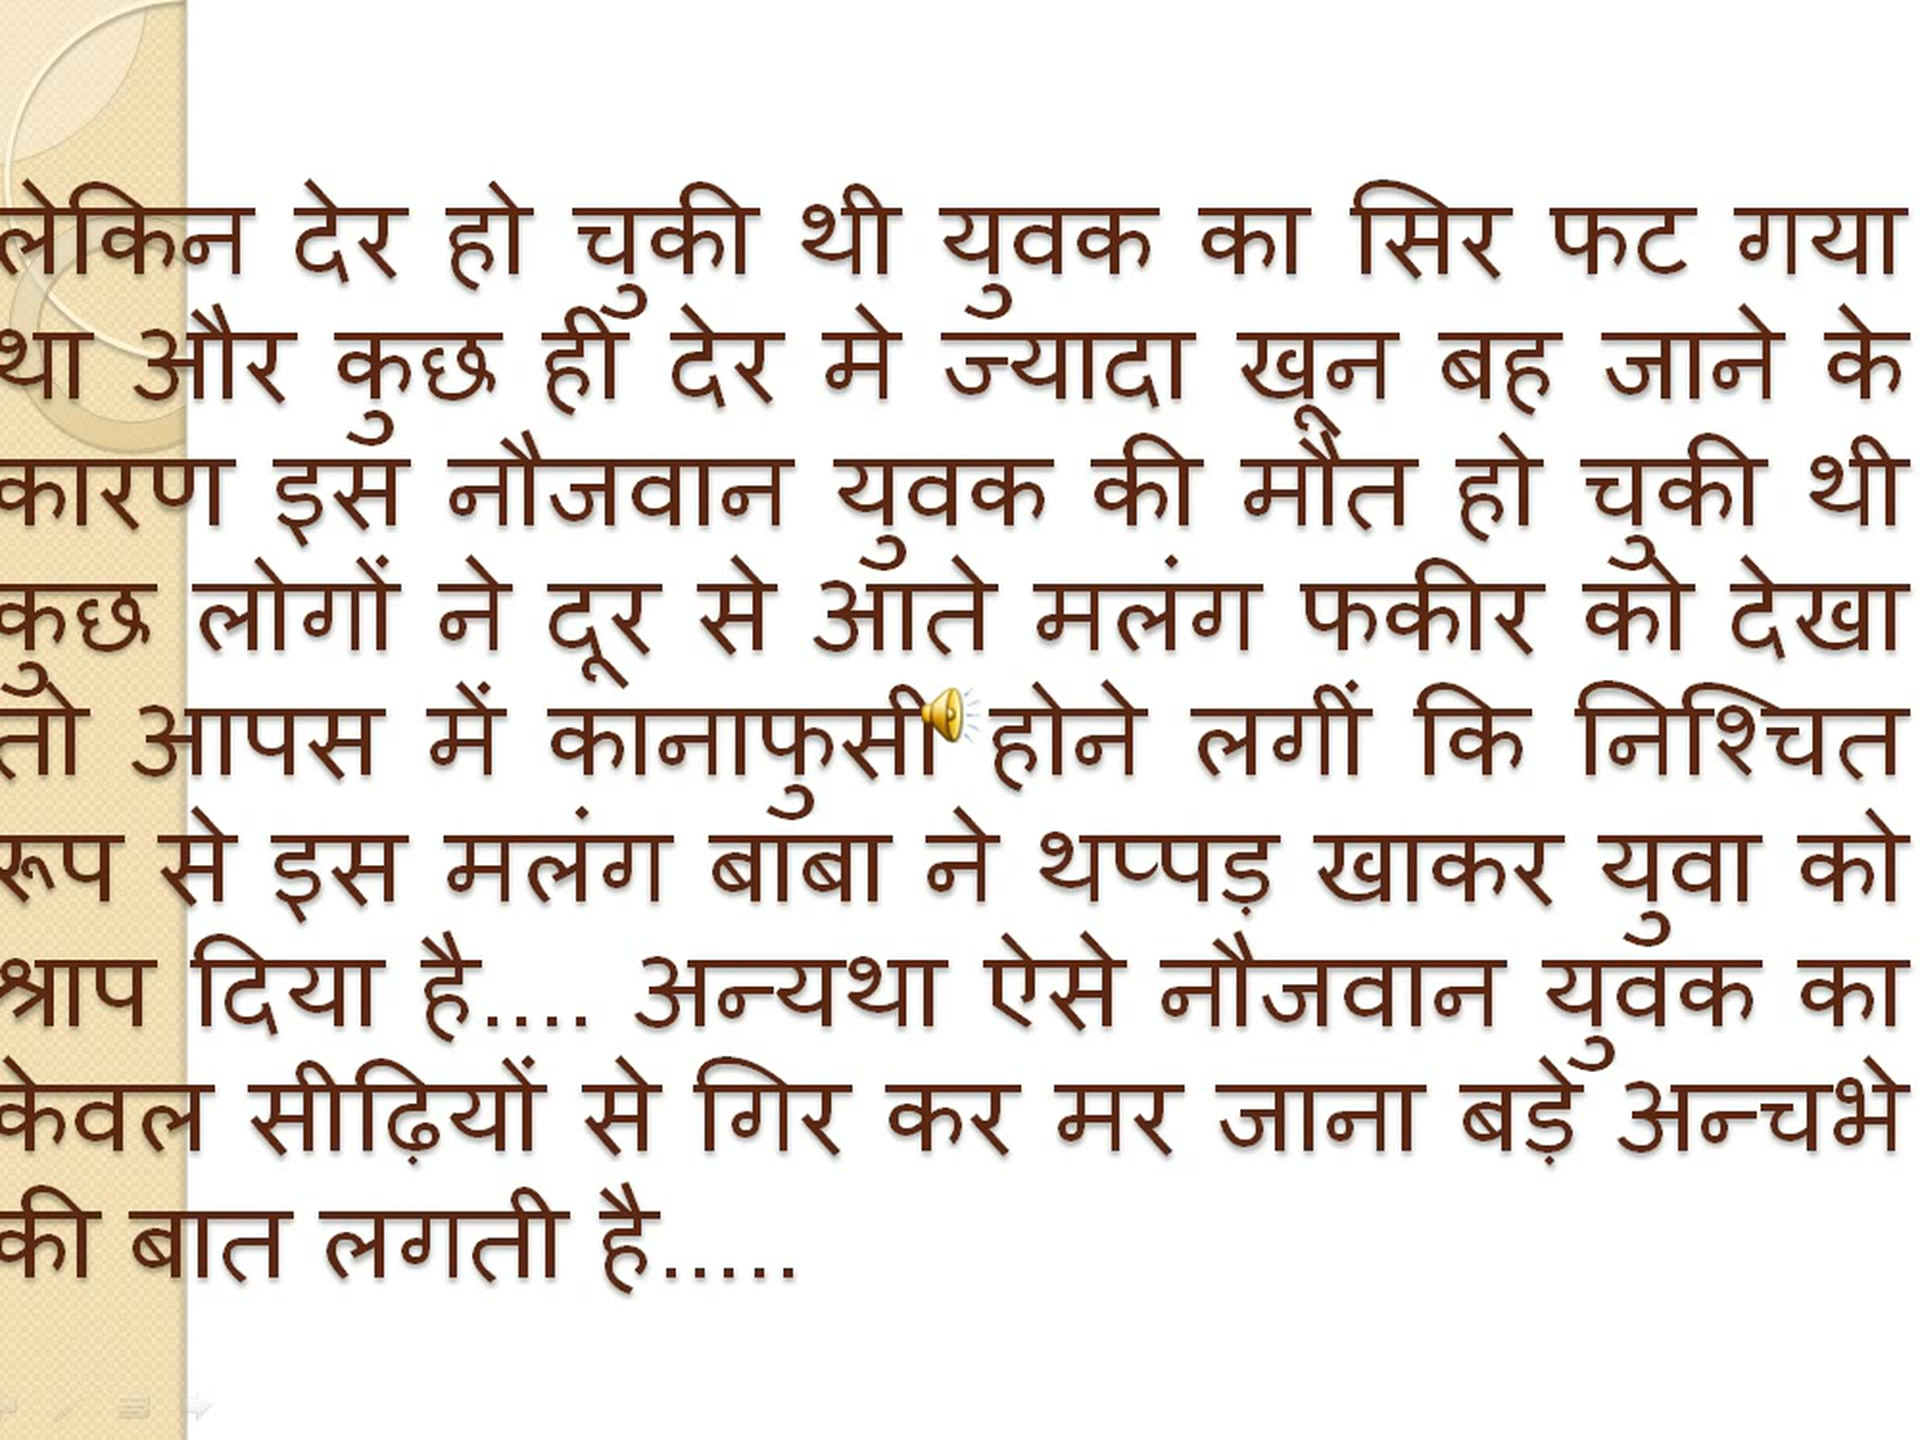 लेकिन देर हो चुकी थी युवक का सिर फट गया
था और कुछ ही देर मे ज्यादा खून बह जाने के
कारण इस नौजवान युवक की मौत हो चुकी थी
कुछ लोगों ने दूर से आते मलंग फकीर को देखा
तो आपस में कानाफुसी होने लगीं कि निश्चित
रूप से इस मलंग बाबा ने थप्पड़ खाकर युवा को
श्राप दिया है.... अन्यथा ऐसे नौजवान युवक का
केवल सीढ़ियों से गिर कर मर जाना बड़े अन्चभे
की बात लगती है.....